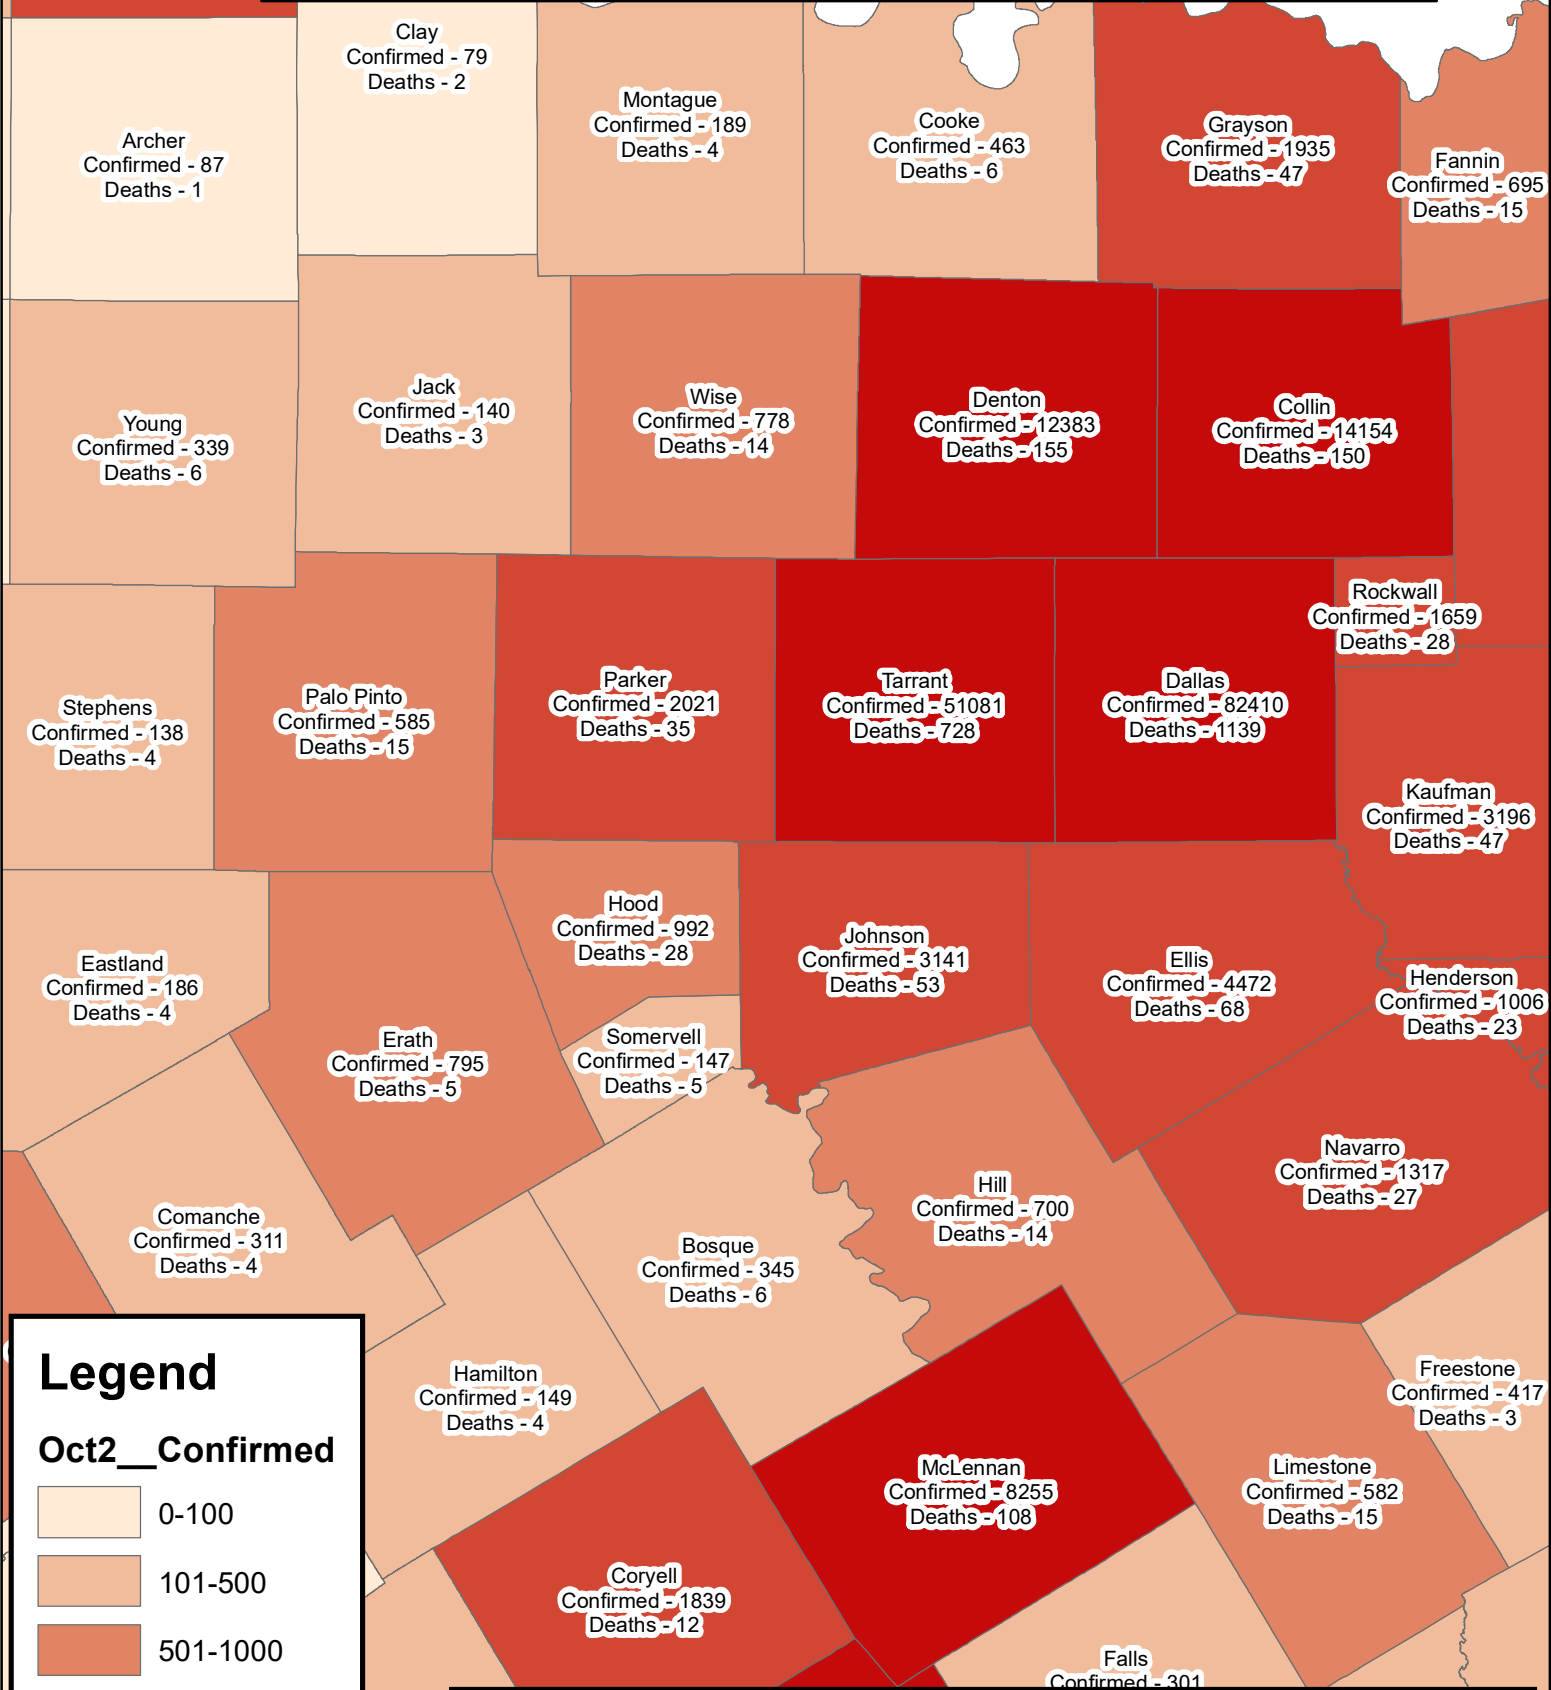 Clay
Confirmed - 79
Deaths - 2
Montague
Confirmed - 189
Deaths - 4
Cooke
Confirmed - 463
Deaths - 6
Grayson
Confirmed - 1935
Deaths - 47
Archer
Confirmed - 87
Deaths - 1
Fannin
Confirmed - 695
Deaths - 15
Young
Confirmed - 339
Deaths - 6
Jack
Confirmed - 140
Deaths - 3
Wise
Confirmed - 778
Deaths - 14
Denton
Confirmed - 12383
Deaths - 155
Collin
Confirmed - 14154
Deaths - 150
Rockwall
Confirmed - 1659
Deaths - 28
Stephens
Confirmed - 138
Deaths - 4
Palo Pinto
Confirmed - 585
Deaths - 15
Parker
Confirmed - 2021
Deaths - 35
Tarrant
Confirmed - 51081
Deaths - 728
Dallas
Confirmed - 82410
Deaths - 1139
Kaufman
Confirmed - 3196
Deaths - 47
Eastland
Confirmed - 186
Deaths - 4
Hood
Confirmed - 992
Deaths - 28
Johnson
Confirmed - 3141
Deaths - 53
Ellis
Confirmed - 4472
Deaths - 68
Henderson
Confirmed - 1006
Deaths - 23
Erath
Confirmed - 795
Deaths - 5
Somervell
Confirmed - 147
Deaths - 5
Comanche
Confirmed - 311
Deaths - 4
Bosque
Confirmed - 345
Deaths - 6
Hill
Confirmed - 700
Deaths - 14
Navarro
Confirmed - 1317
Deaths - 27
Hamilton
Confirmed - 149
Deaths - 4
McLennan
Confirmed - 8255
Deaths - 108
Limestone
Confirmed - 582
Deaths - 15
Freestone
Confirmed - 417
Deaths - 3
Coryell
Confirmed - 1839
Deaths - 12
Falls
Confirmed - 301
Legend
Oct2__Confirmed
0-100
101-500
501-1000